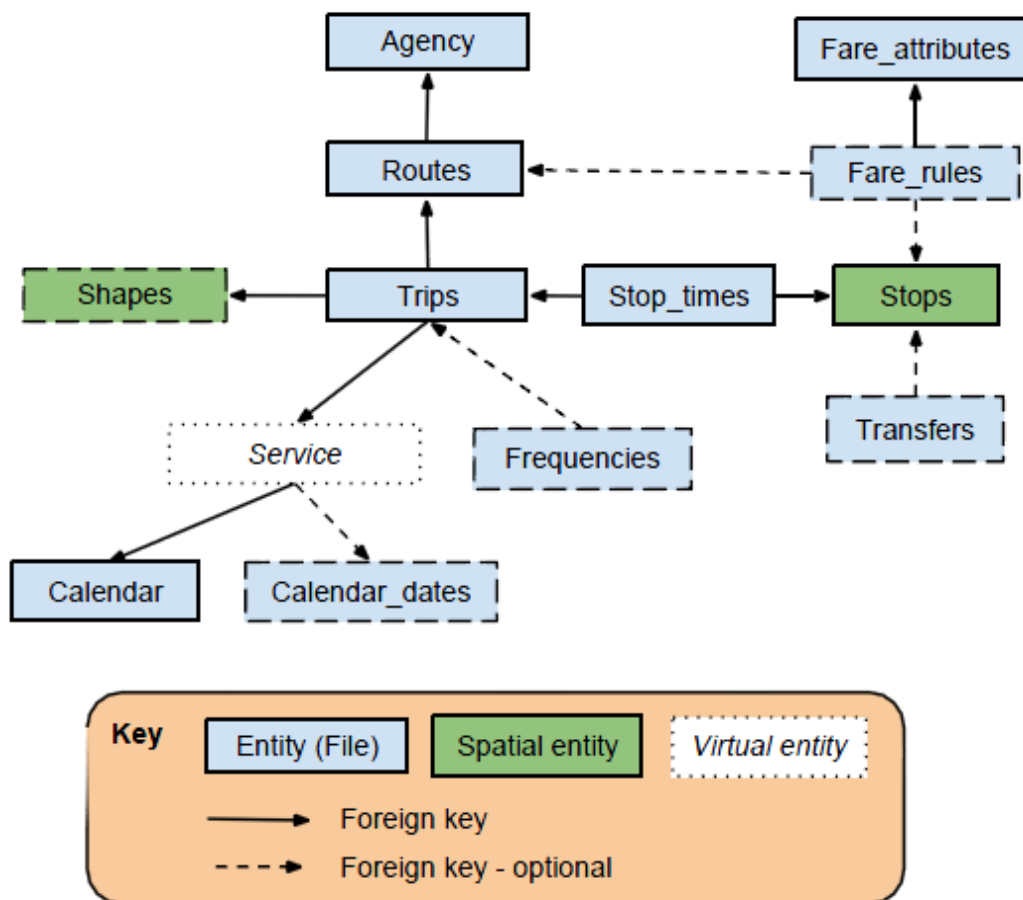 Agency
Fare_attributes
Routes
Fare_rules
Shapes
Trips
Stop_times
Stops
Service
Frequencies
Transfers
Calendar
Calendar_dates
Key
Entity (File)
Spatial entity
Virtual entity
Foreign key
Foreign key - optional